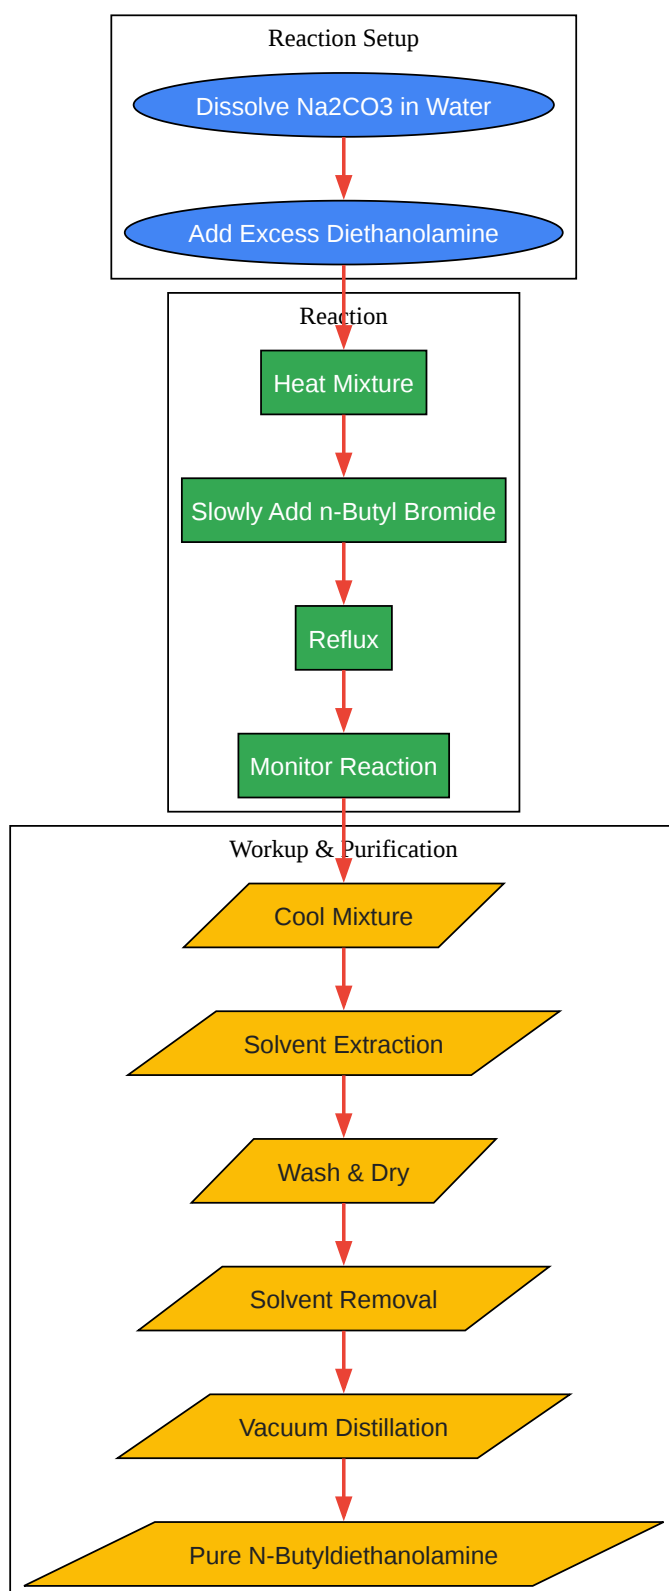 Reaction Setup
Dissolve Na2CO3 in Water
Add Excess Diethanolamine
Reaction
Heat Mixture
Slowly Add n-Butyl Bromide
Reflux
Monitor Reaction
Workup & Purification
Cool Mixture
Solvent Extraction
Wash & Dry
Solvent Removal
Vacuum Distillation
Pure N-Butyldiethanolamine